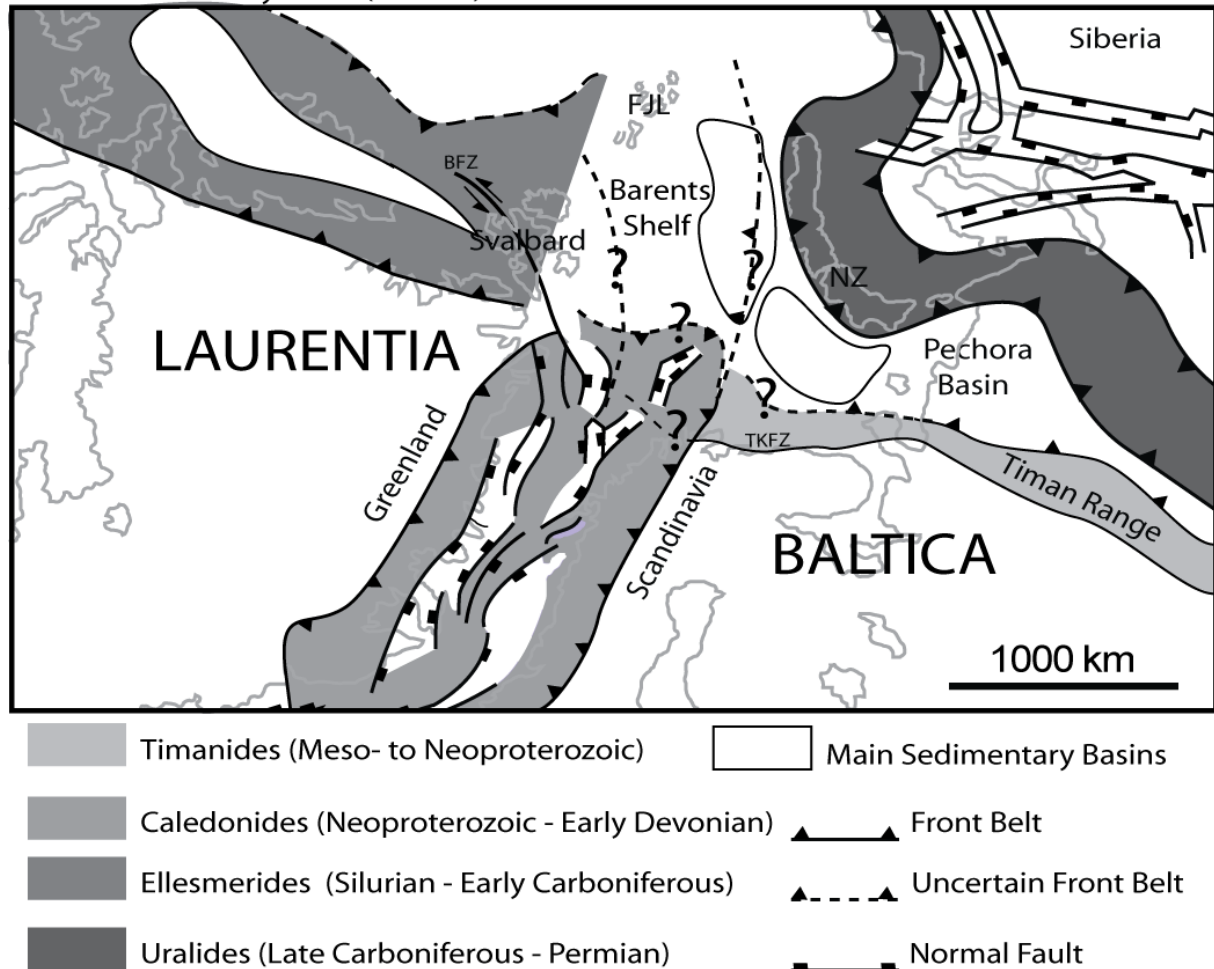 Siberia
FJL
BFZ
Barents
Shelf
Svalbard
?
?
NZ
?
LAURENTIA
Pechora
Basin
?
?
TKFZ
Greenland
Timan Range
Scandinavia
BALTICA
1000 km
Timanides (Meso- to Neoproterozoic)
Main Sedimentary Basins
Caledonides (Neoproterozoic - Early Devonian)
Front Belt
Ellesmerides (Silurian - Early Carboniferous)
Uncertain Front Belt
Uralides (Late Carboniferous - Permian)
Normal Fault